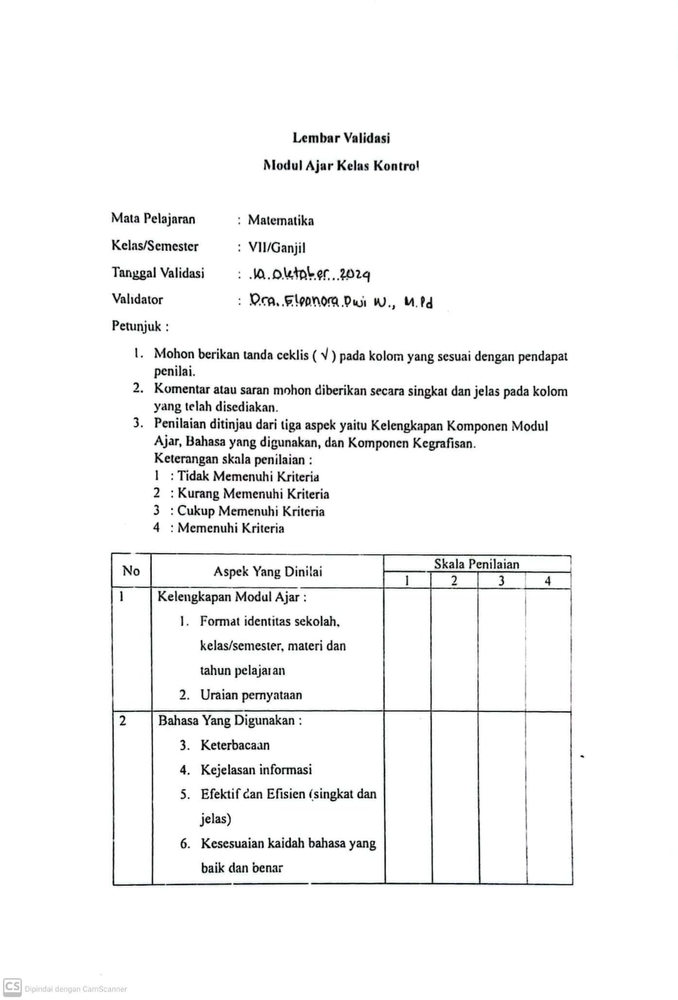 Lembar Validasi
Modul Ajar Kelas Kontrol
Mata Pelajaran : Matematika
Kelas/Semester : VII/Ganjil
Tanggal Validasi : 10 Oktober 2024
Validator : Dra. Eleonora Dwi W., M.Pd
Petunjuk :
1. Mohon berikan tanda ceklis ( √ ) pada kolom yang sesuai dengan pendapat
penilai.
2. Komentar atau saran mohon diberikan secara singkat dan jelas pada kolom
yang telah disediakan.
3. Penilaian ditinjau dari tiga aspek yaitu Kelengkapan Komponen Modul
Ajar, Bahasa yang digunakan, dan Komponen Kegrafisan.
Keterangan skala penilaian :
1 : Tidak Memenuhi Kriteria
2 : Kurang Memenuhi Kriteria
3 : Cukup Memenuhi Kriteria
4 : Memenuhi Kriteria
No Aspek Yang Dinilai Skala Penilaian
1 2 3 4
1 Kelengkapan Modul Ajar :
1. Format identitas sekolah,
kelas/semester, materi dan
tahun pelajaran
2. Uraian pernyataan
2 Bahasa Yang Digunakan :
3. Keterbacaan
4. Kejelasan informasi
5. Efektif dan Efisien (singkat dan
jelas)
6. Kesesuaian kaidah bahasa yang
baik dan benar
CS Dipindai dengan CamScanner